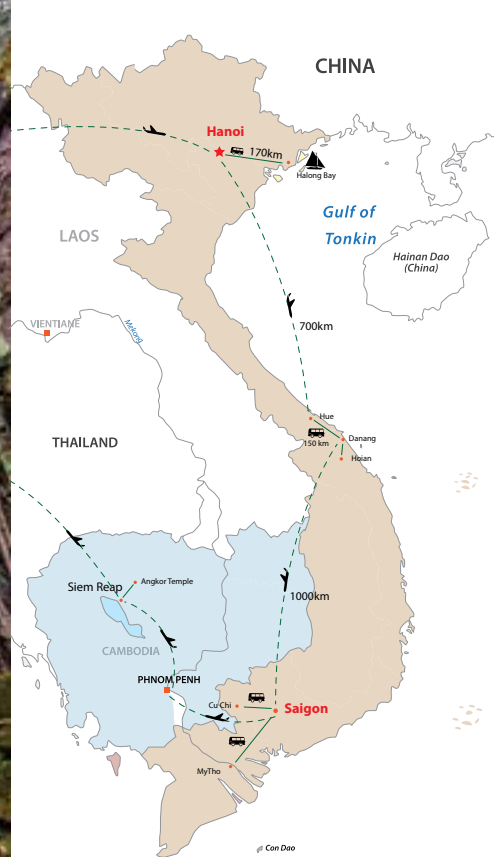 CHINA
Hanoi
170km
Halong Bay
Gulf of
Tonkin
LAOS
Hainan Dao
(China)
VIENTIANE
Mekong
700km
Hue
THAILAND
150 km
Danang
Hoian
Siem Reap
Angkor Temple
1000km
CAMBODIA
PHNOM PENH
Cu Chi
Saigon
MyTho
Con Dao